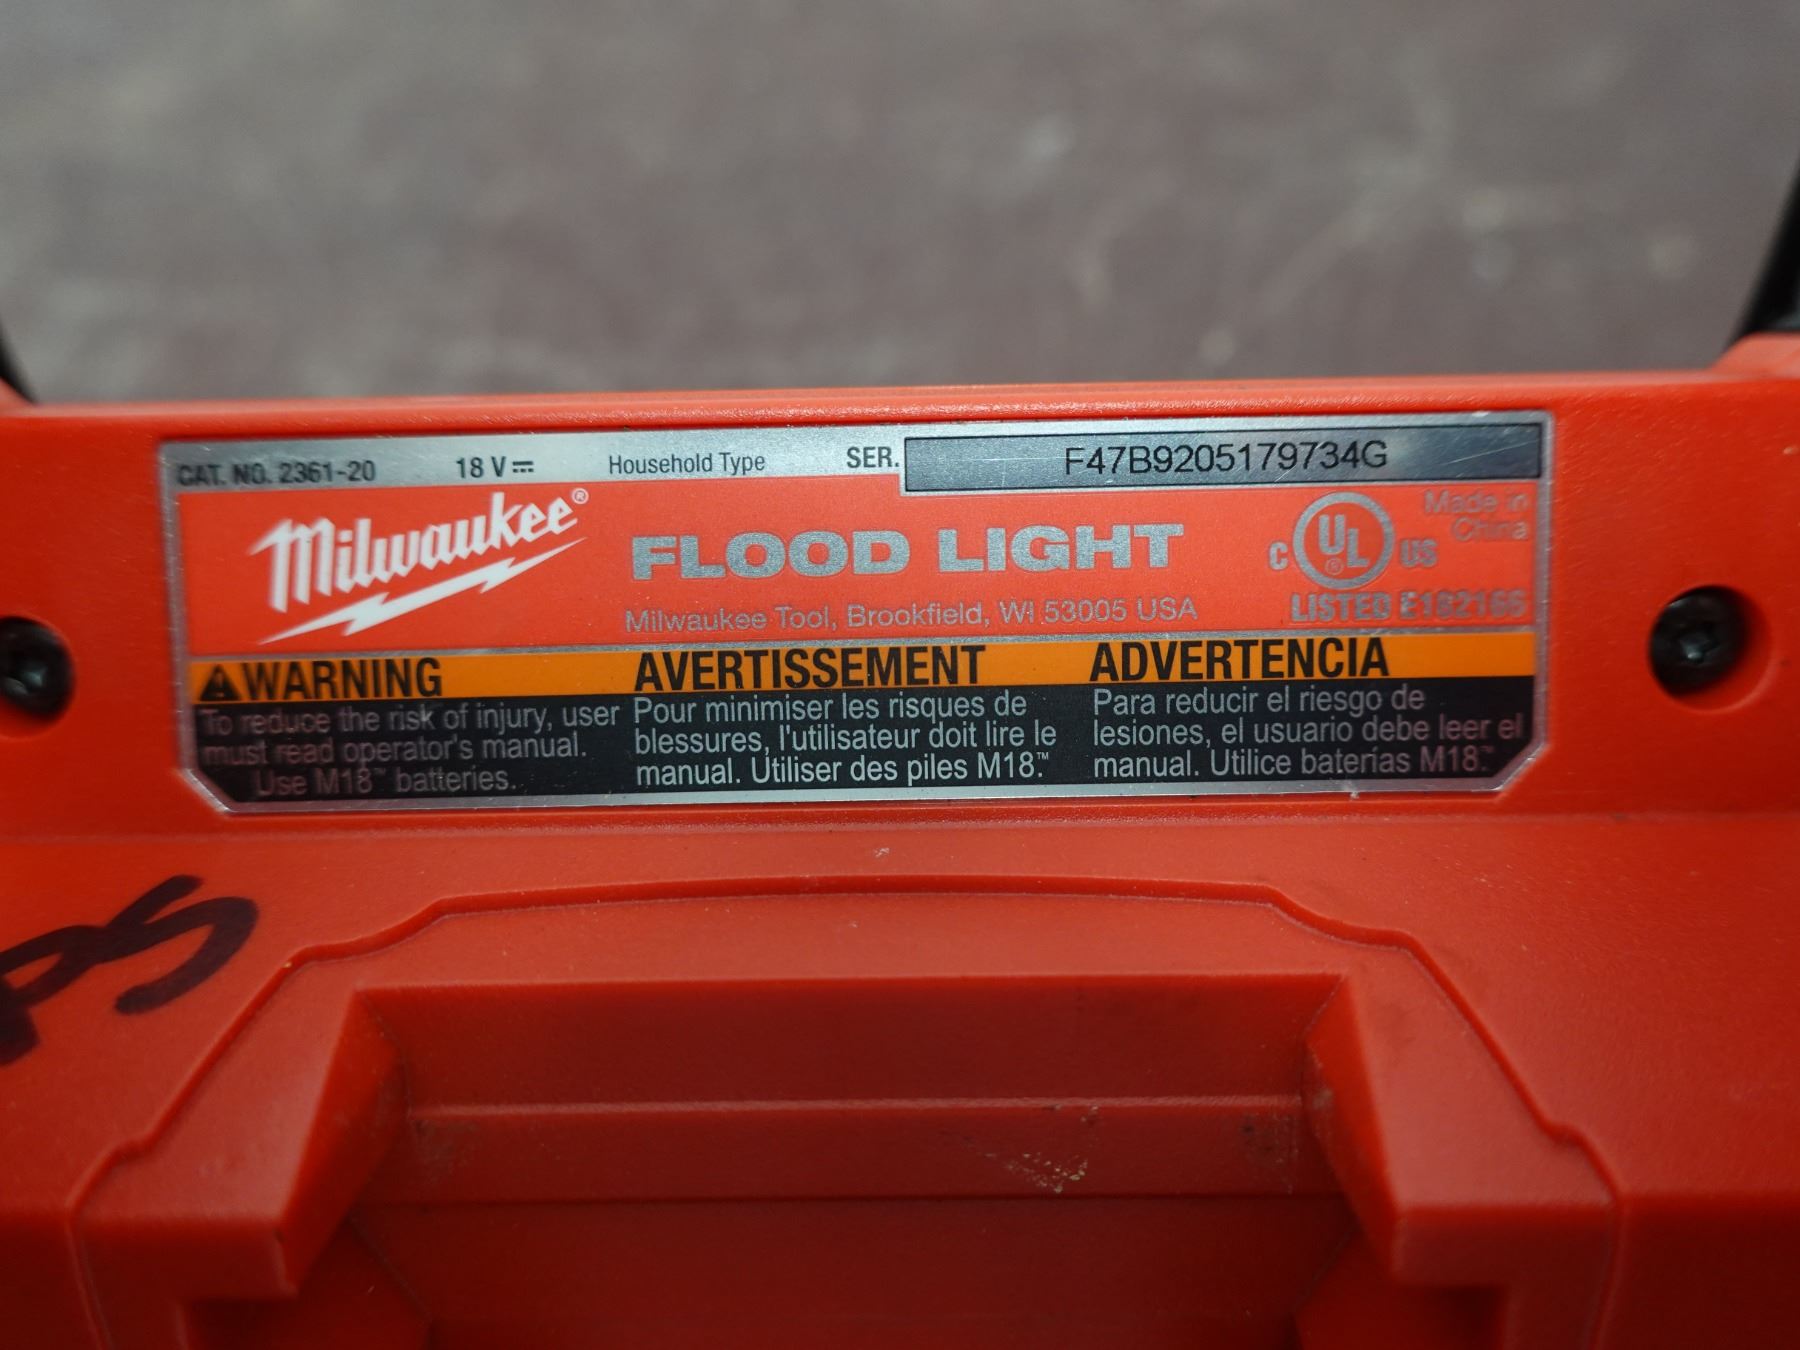 CAT. NO. 2361-20 18 V⎓ Household Type SER. F47B9205179734G
Milwaukee®
FLOOD LIGHT
Milwaukee Tool, Brookfield, WI 53005 USA
C UL® US
Made in
China
LISTED E182166
⚠WARNING
To reduce the risk of injury, user
must read operator's manual.
Use M18™ batteries.
AVERTISSEMENT
Pour minimiser les risques de
blessures, l'utilisateur doit lire le
manual. Utiliser des piles M18.™
ADVERTENCIA
Para reducir el riesgo de
lesiones, el usuario debe leer el
manual. Utilice baterías M18.™